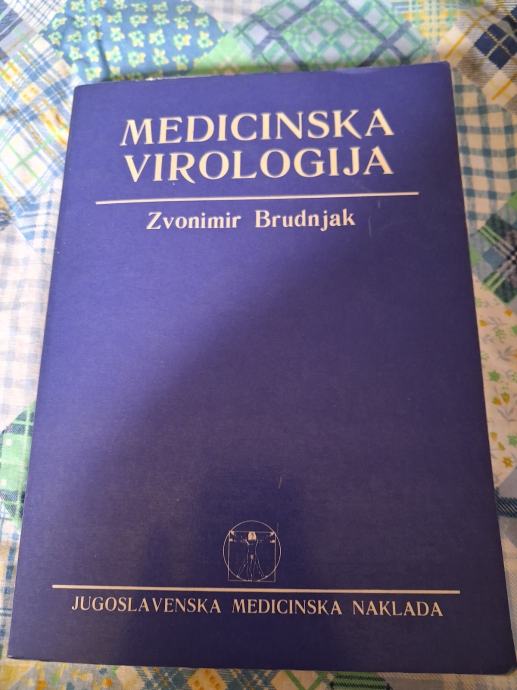 MEDICINSKA
VIROLOGIJA
Zvonimir Brudnjak
JUGOSLAVENSKA MEDICINSKA NAKLADA